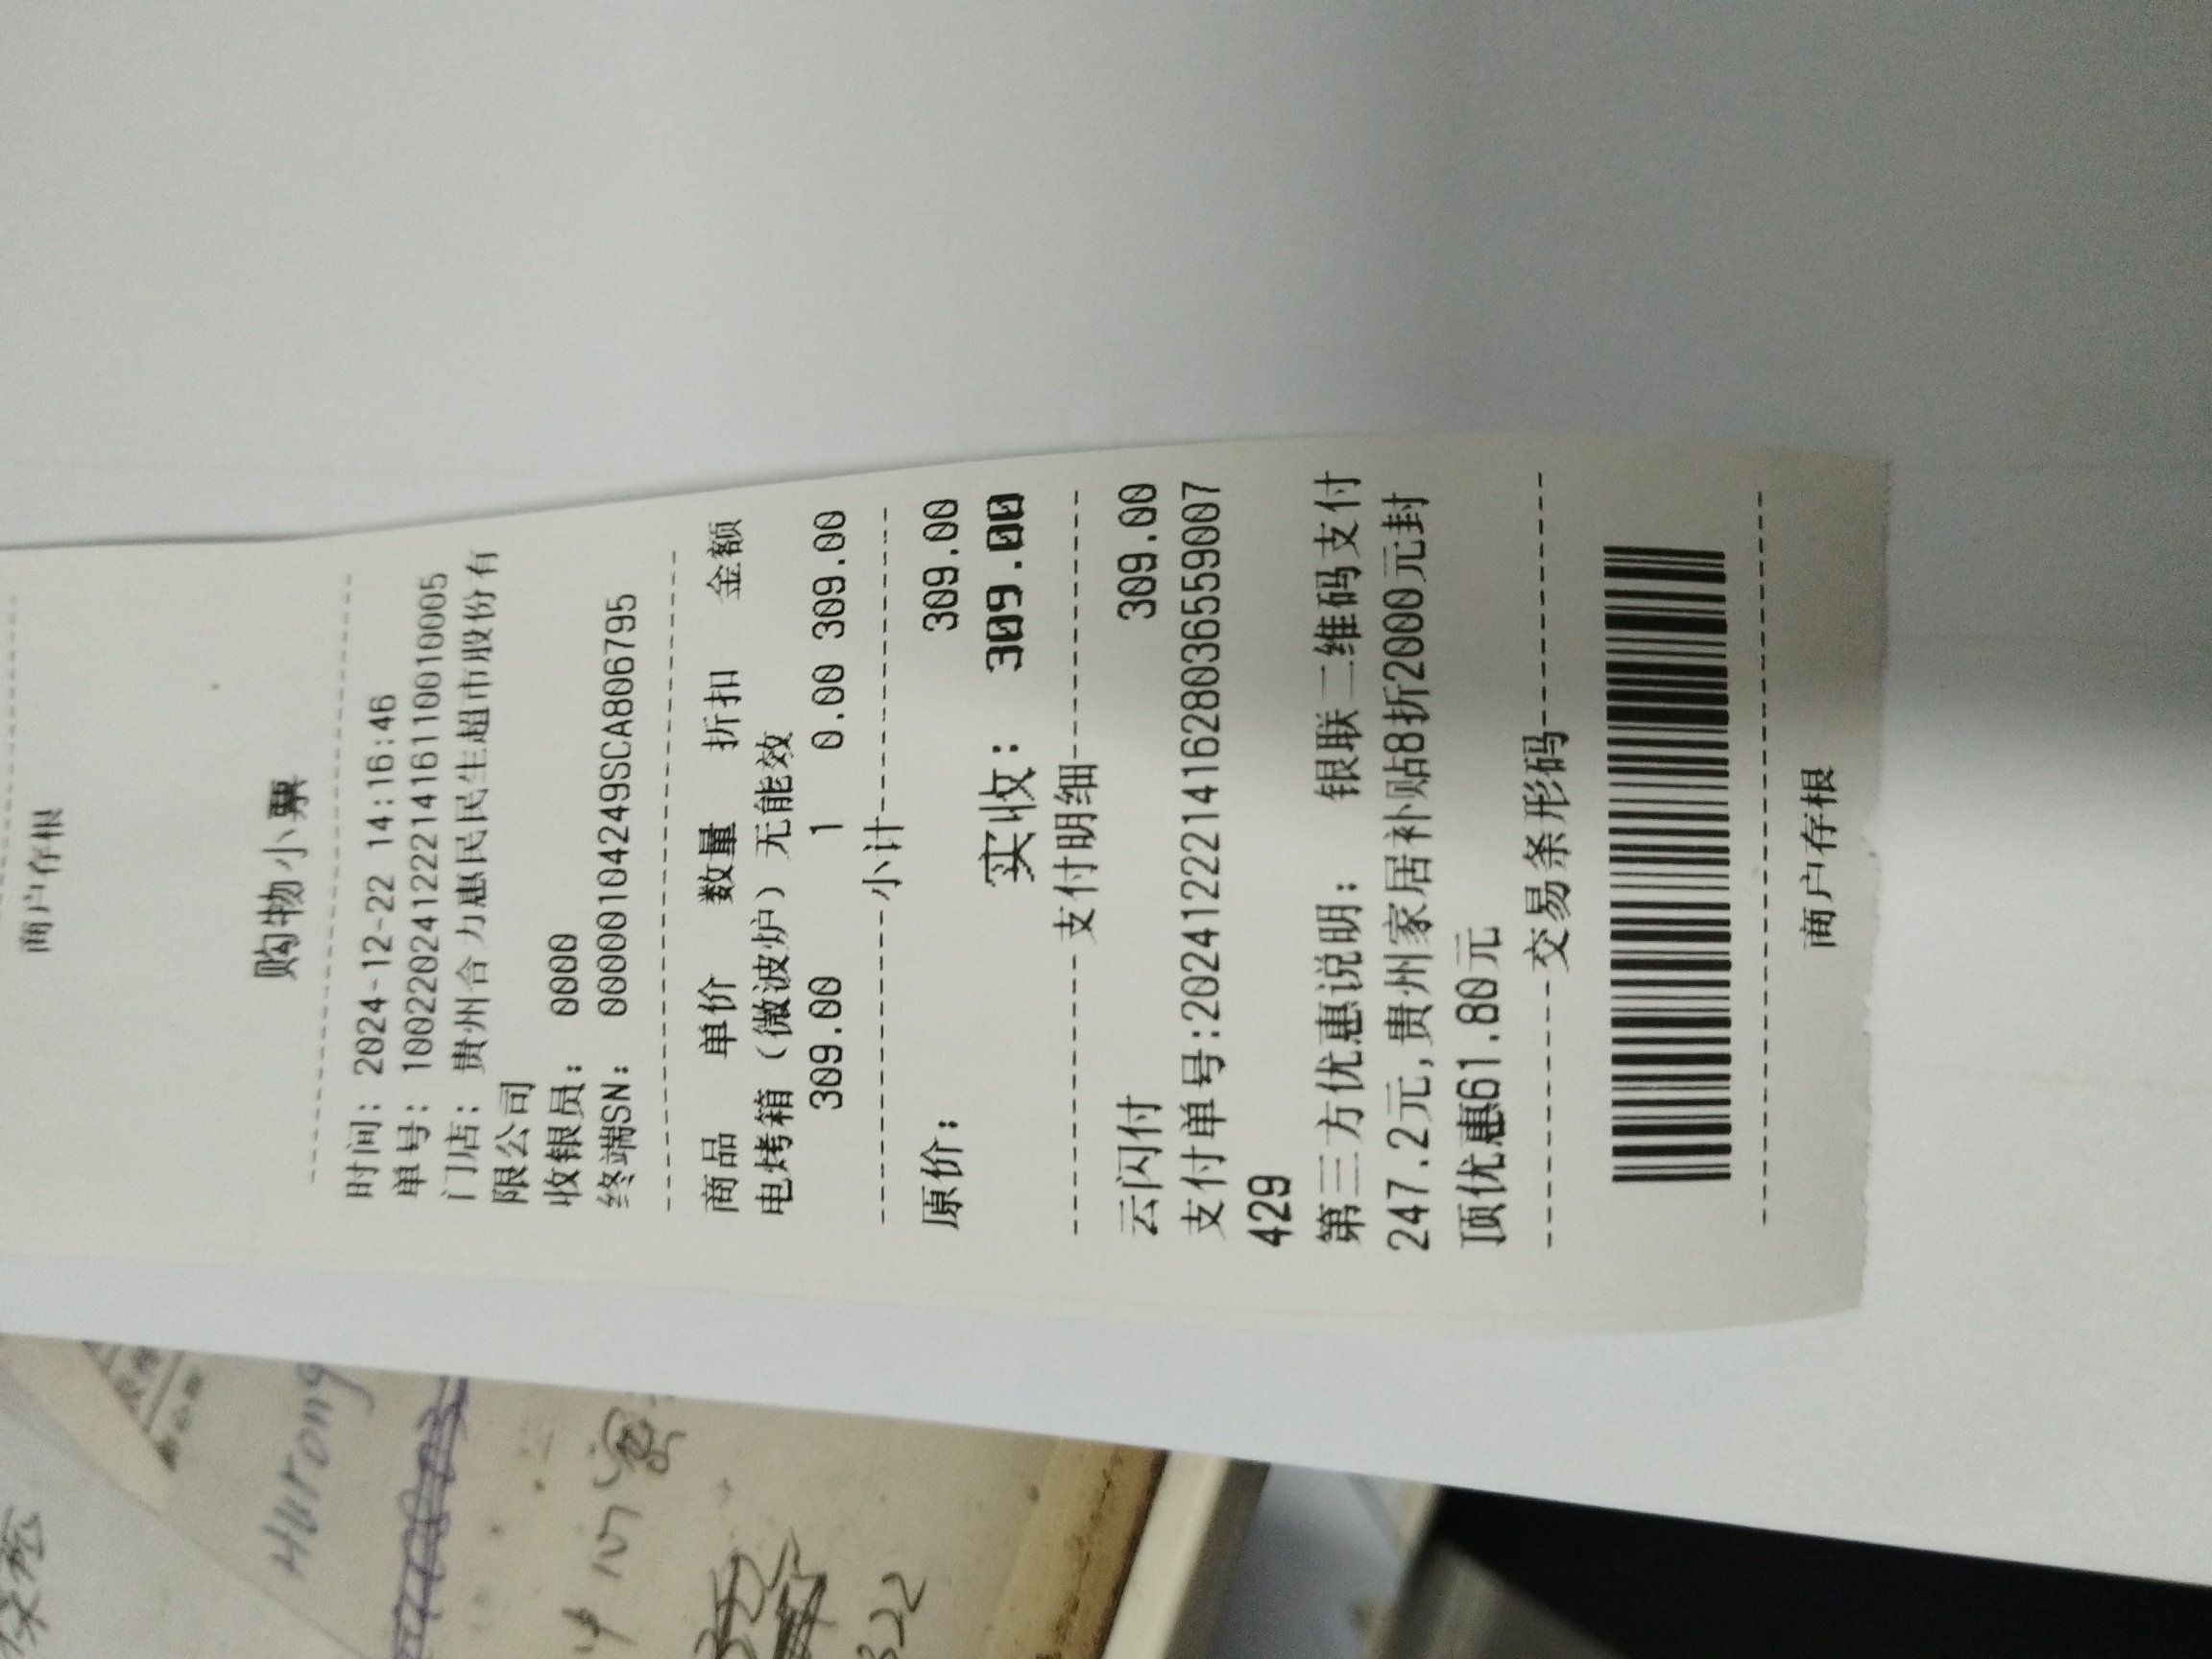 商户存根
购物小票
时间: 2024-12-22 14:16:46
单号: 1002202412221416110010005
门店: 贵州合力惠民民生超市股份有
限公司
收银员: 0000
终端SN: 00000104249SCA806795
商品 单价 数量 折扣 金额
电烤箱（微波炉）无能效
309.00 1 0.00 309.00
小计
原价: 309.00
实收: 309.00
支付明细
云闪付 309.00
支付单号:2024122214162803655900​7
429
第三方优惠说明: 银联二维码支付
247.2元,贵州家居补贴8折2000元封
顶优惠61.80元
交易条形码
商户存根
Hurong
322